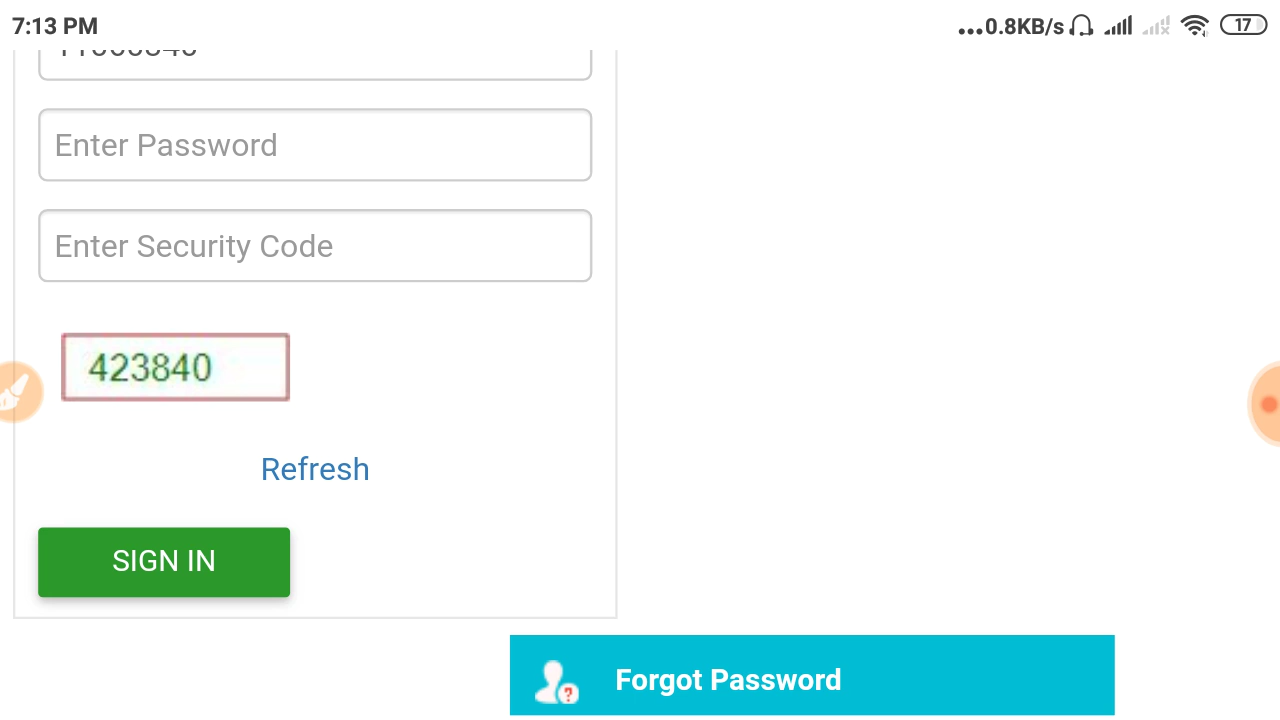 7:13 PM ...0.8KB/s 17
Enter Password
Enter Security Code
423840
Refresh
SIGN IN
Forgot Password